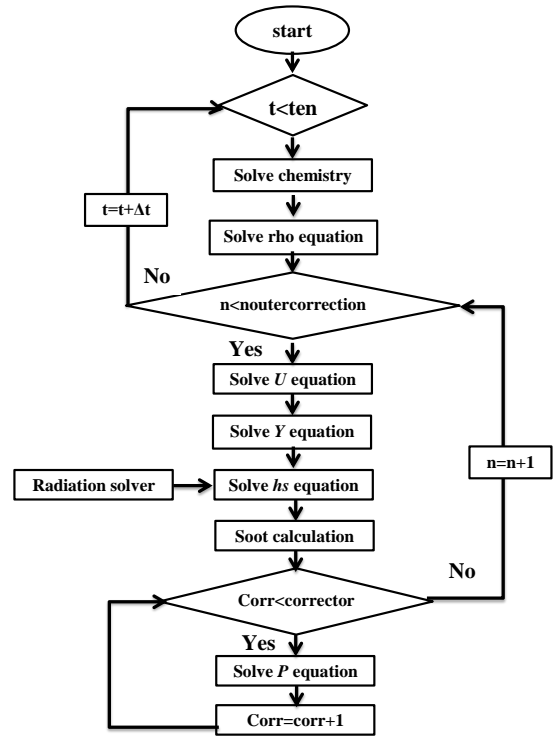 start
t<ten
Solve chemistry
t=t+Δt
Solve rho equation
No
n<noutercorrection
Yes
Solve U equation
Solve Y equation
n=n+1
Radiation solver
Solve hs equation
Soot calculation
No
Corr<corrector
Yes
Solve P equation
Corr=corr+1